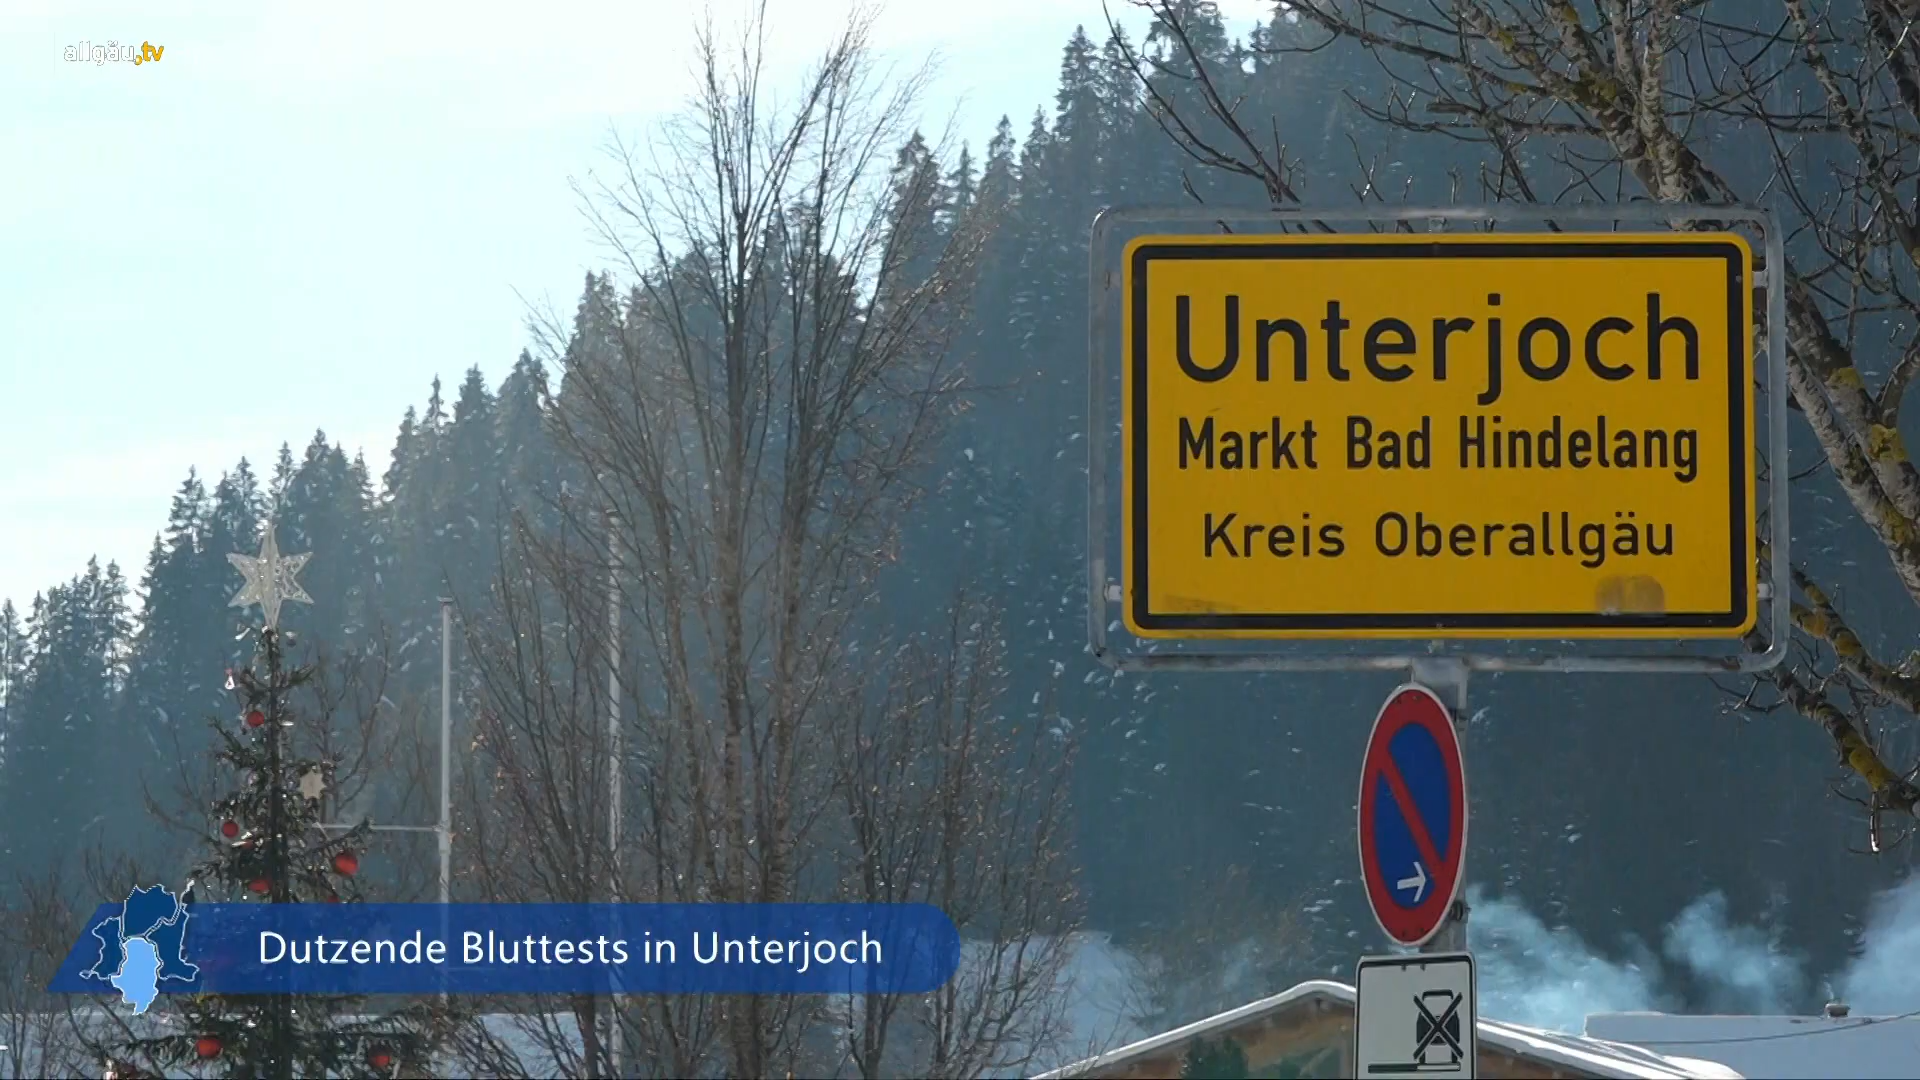 allgäu.tv
Unterjoch
Markt Bad Hindelang
Kreis Oberallgäu
Dutzende Bluttests in Unterjoch